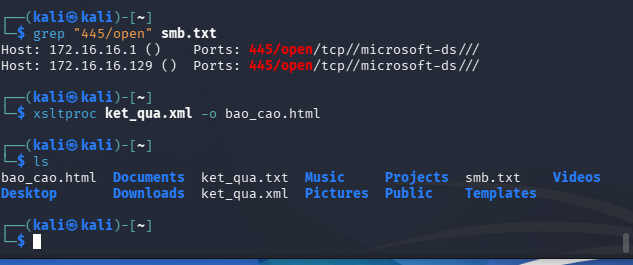 ┌──(kali㉿kali)-[~]
└─$ grep "445/open" smb.txt
Host: 172.16.16.1 ()    Ports: 445/open/tcp//microsoft-ds///
Host: 172.16.16.129 ()  Ports: 445/open/tcp//microsoft-ds///
┌──(kali㉿kali)-[~]
└─$ xsltproc ket_qua.xml -o bao_cao.html
┌──(kali㉿kali)-[~]
└─$ ls
bao_cao.html  Documents  ket_qua.txt  Music     Projects  smb.txt    Videos
Desktop       Downloads  ket_qua.xml  Pictures  Public    Templates
┌──(kali㉿kali)-[~]
└─$